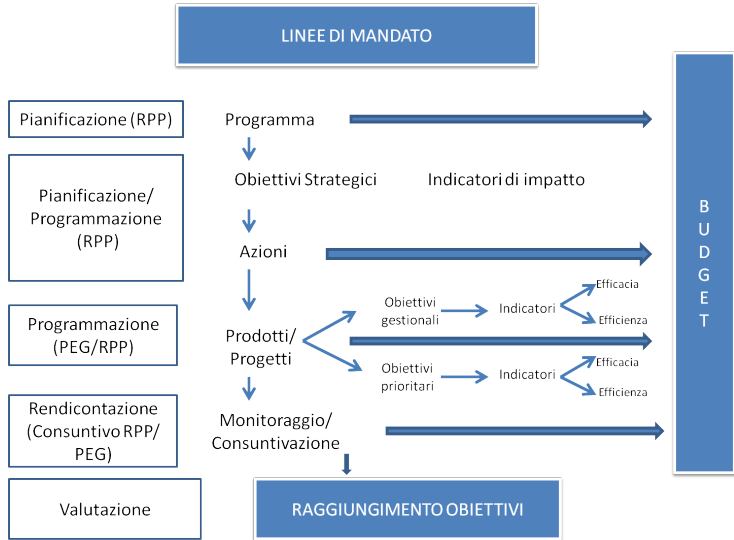 LINEE DI MANDATO
Pianificazione (RPP)
Programma
Obiettivi Strategici
Indicatori di impatto
Pianificazione/
Programmazione
(RPP)
Azioni
B
U
D
G
E
T
Programmazione
(PEG/RPP)
Prodotti/
Progetti
Obiettivi
gestionali
Indicatori
Efficacia
Efficienza
Obiettivi
prioritari
Indicatori
Efficacia
Efficienza
Rendicontazione
(Consuntivo RPP/
PEG)
Monitoraggio/
Consuntivazione
Valutazione
RAGGIUNGIMENTO OBIETTIVI